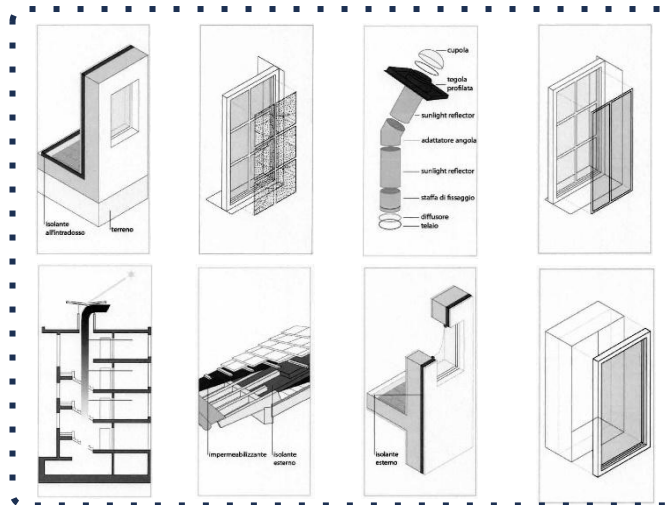 cupola
tegola
profilata
sunlight reflector
adattatore angola
sunlight reflector
staffa di fissaggio
diffusore
telaio
isolante
all'intradosso
terreno
impermeabilizzante
isolante
esterno
isolante
esterno